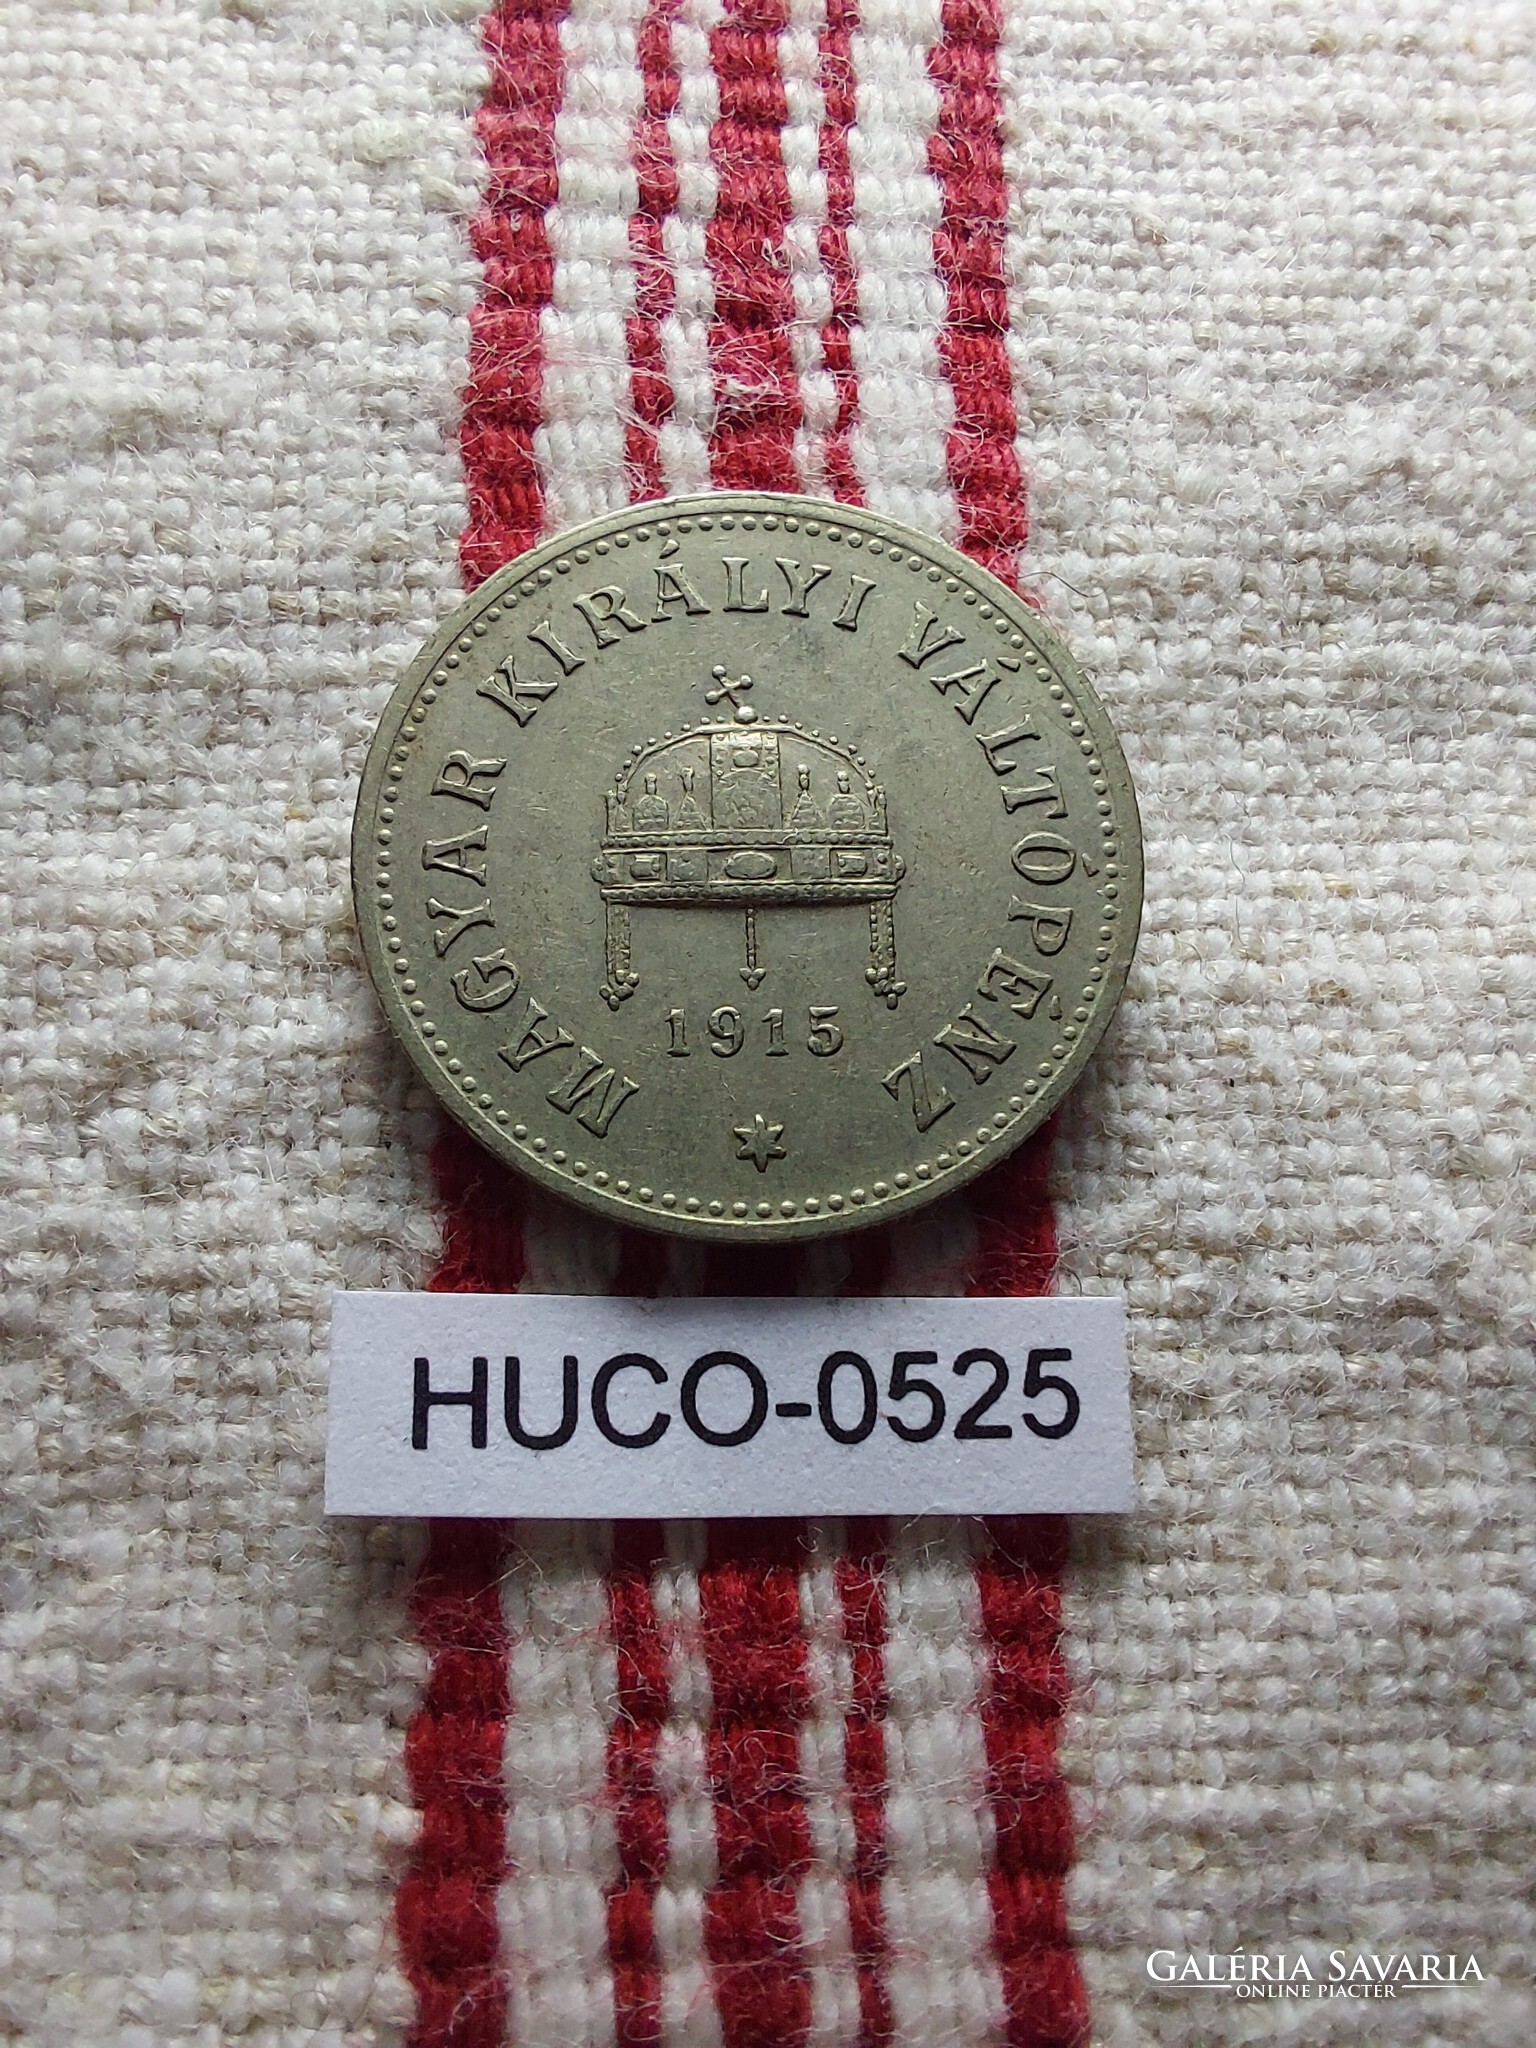 MAGYAR KIRÁLYI VÁLTÓPÉNZ
1915
HUCO-0525
GALÉRIA SAVARIA
ONLINE PIACTÉR